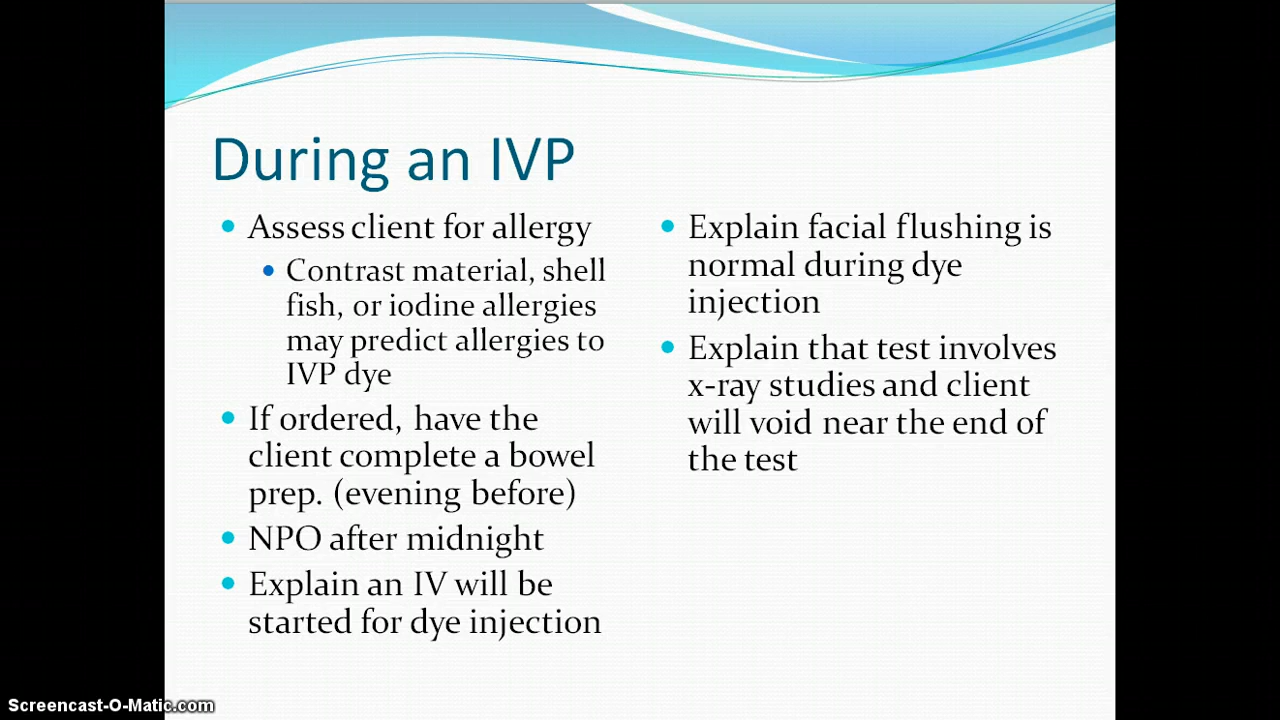 During an IVP
Assess client for allergy
Contrast material, shell
fish, or iodine allergies
may predict allergies to
IVP dye
If ordered, have the
client complete a bowel
prep. (evening before)
NPO after midnight
Explain an IV will be
started for dye injection
Explain facial flushing is
normal during dye
injection
Explain that test involves
x-ray studies and client
will void near the end of
the test
Screencast-O-Matic.com